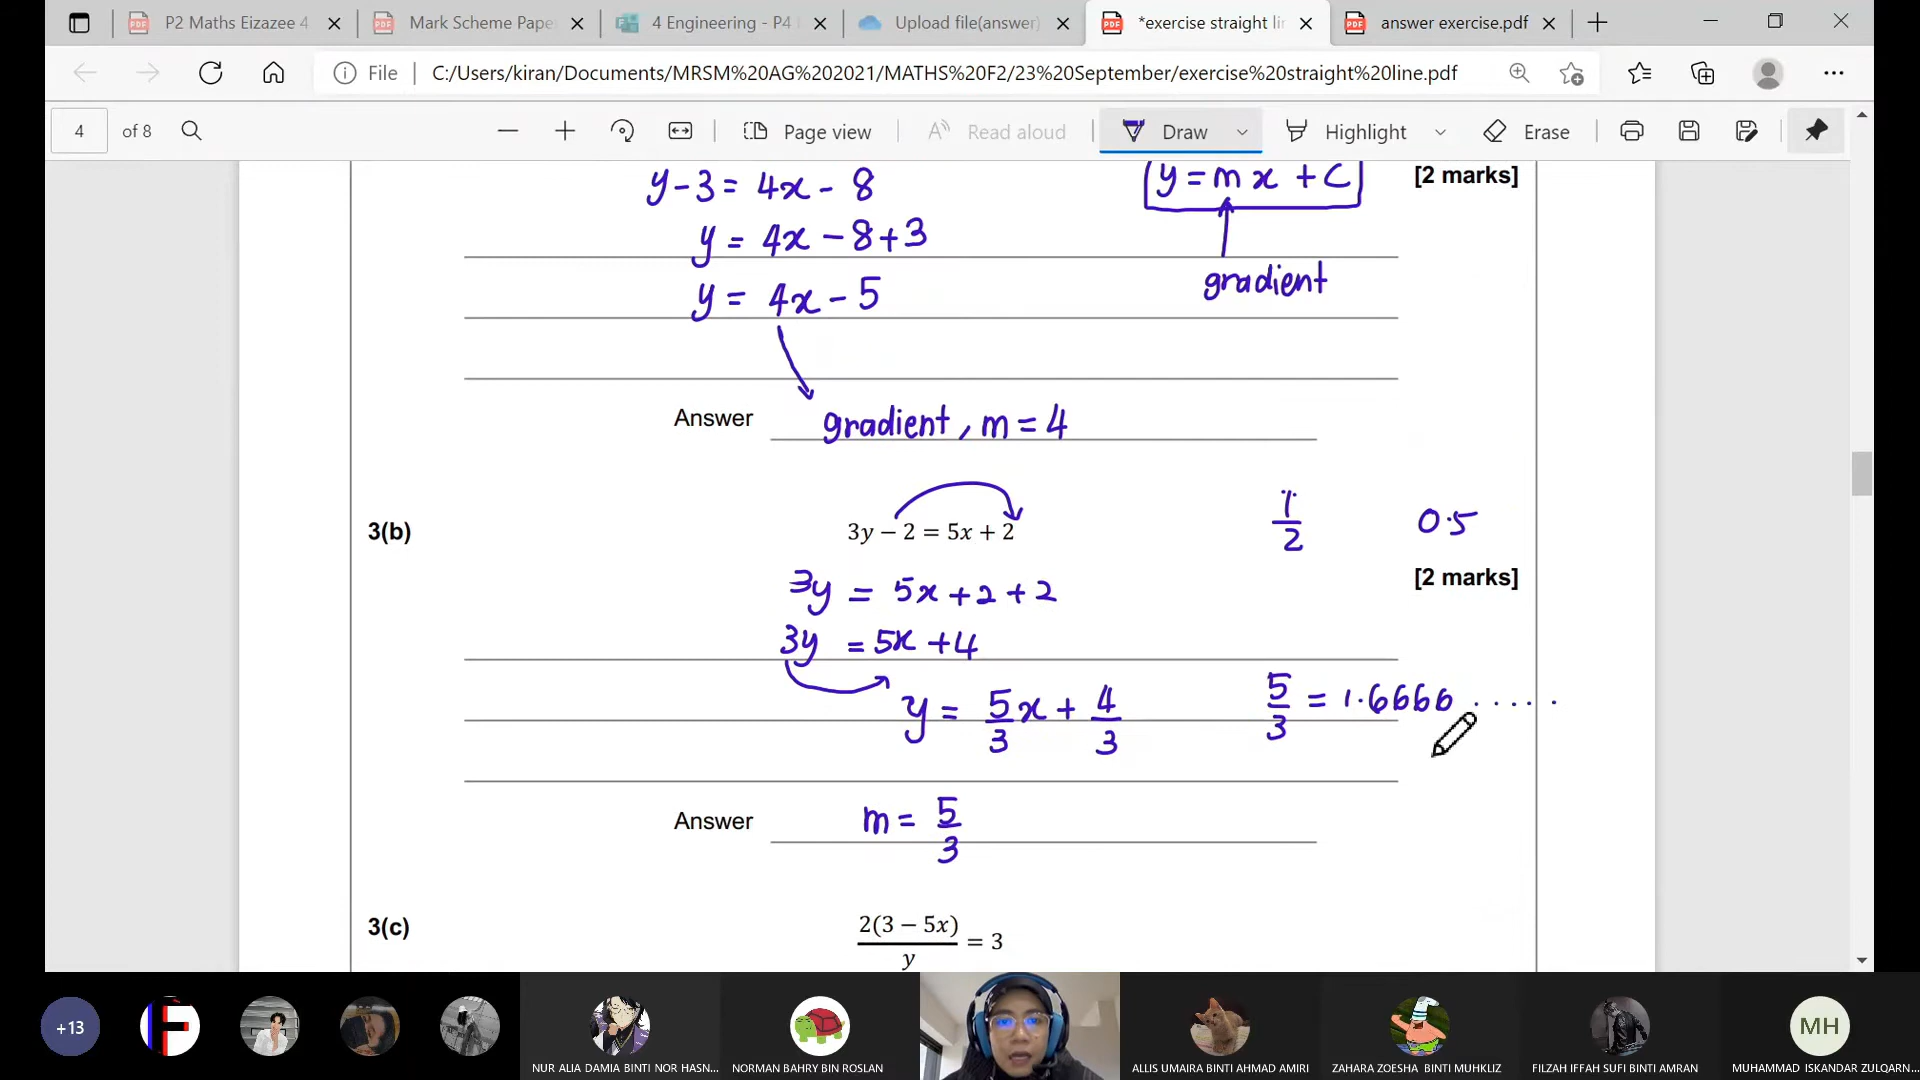 P2 Maths Eizazee 4
Mark Scheme Pape
4 Engineering - P4
Upload file(answer)
*exercise straight li
answer exercise.pdf
File
C:/Users/kiran/Documents/MRSM%20AG%202021/MATHS%20F2/23%20September/exercise%20straight%20line.pdf
4 of 8
Page view
Read aloud
Draw
Highlight
Erase
y-3 = 4x - 8
y = mx + c
[2 marks]
y = 4x - 8+3
gradient
y = 4x - 5
Answer gradient, m = 4
3(b) 3y − 2 = 5x + 2
1/2 0.5
[2 marks]
3y = 5x + 2 + 2
3y = 5x + 4
y = 5/3 x + 4/3
5/3 = 1.6666 .....
Answer m = 5/3
3(c) 2(3 − 5x)/y = 3
+13
F
NUR ALIA DAMIA BINTI NOR HASN...
NORMAN BAHRY BIN ROSLAN
ALLIS UMAIRA BINTI AHMAD AMIRI
ZAHARA ZOESHA BINTI MUHKLIZ
FILZAH IFFAH SUFI BINTI AMRAN
MH
MUHAMMAD ISKANDAR ZULQARN...